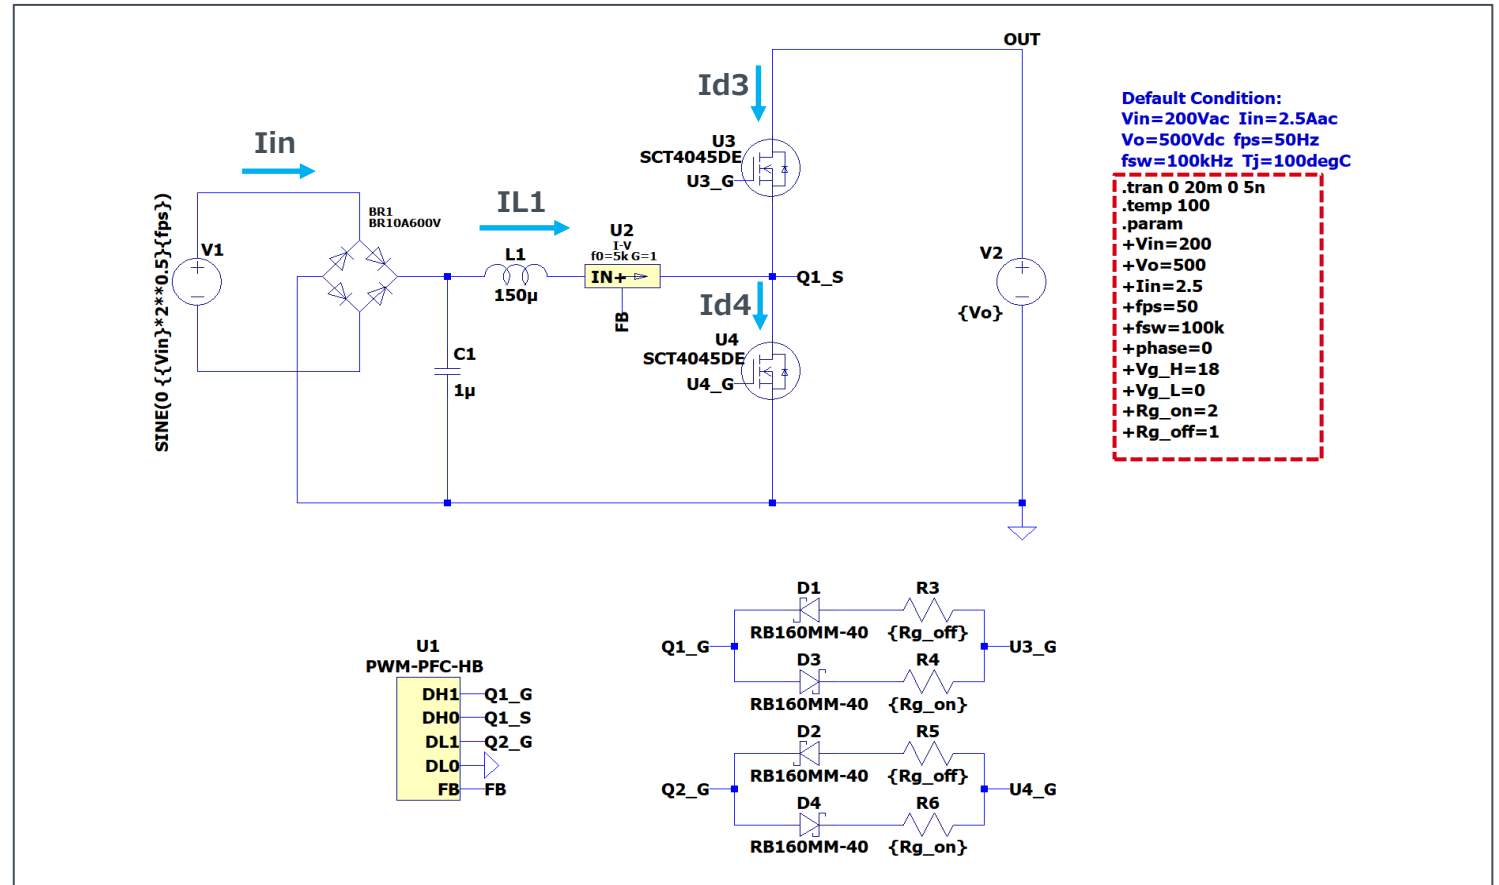 OUT
Id3
Default Condition:
Vin=200Vac Iin=2.5Aac
Vo=500Vdc fps=50Hz
fsw=100kHz Tj=100degC
Iin
U3
SCT4045DE
U3_G
.tran 0 20m 0 5n
.temp 100
.param
+Vin=200
+Vo=500
+Iin=2.5
+fps=50
+fsw=100k
+phase=0
+Vg_H=18
+Vg_L=0
+Rg_on=2
+Rg_off=1
SINE(0 {{Vin}*2**0.5}{fps})
V1
+
−
BR1
BR10A600V
IL1
L1
150µ
U2
I-V
f0=5k G=1
IN+
FB
Q1_S
V2
+
−
{Vo}
Id4
U4
SCT4045DE
U4_G
C1
1µ
U1
PWM-PFC-HB
DH1
Q1_G
DH0
Q1_S
DL1
Q2_G
DL0
FB
FB
D1
R3
RB160MM-40
{Rg_off}
Q1_G
U3_G
D3
R4
RB160MM-40
{Rg_on}
D2
R5
RB160MM-40
{Rg_off}
Q2_G
U4_G
D4
R6
RB160MM-40
{Rg_on}